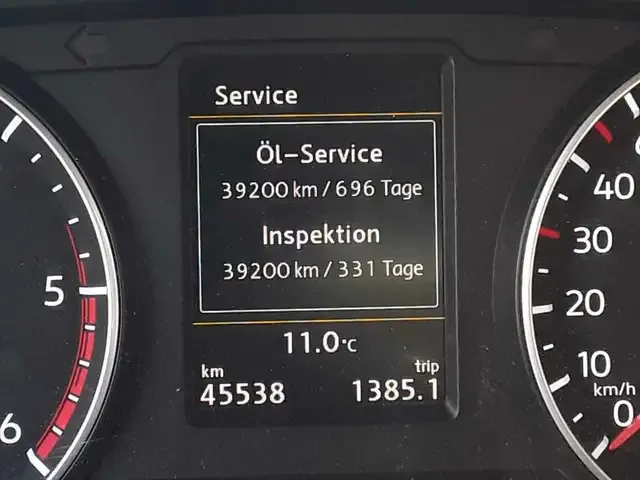 Service
Öl-Service
39200 km / 696 Tage
Inspektion
39200 km / 331 Tage
11.0°C
km
trip
45538
1385.1
5
6
40
30
20
10
km/h
0